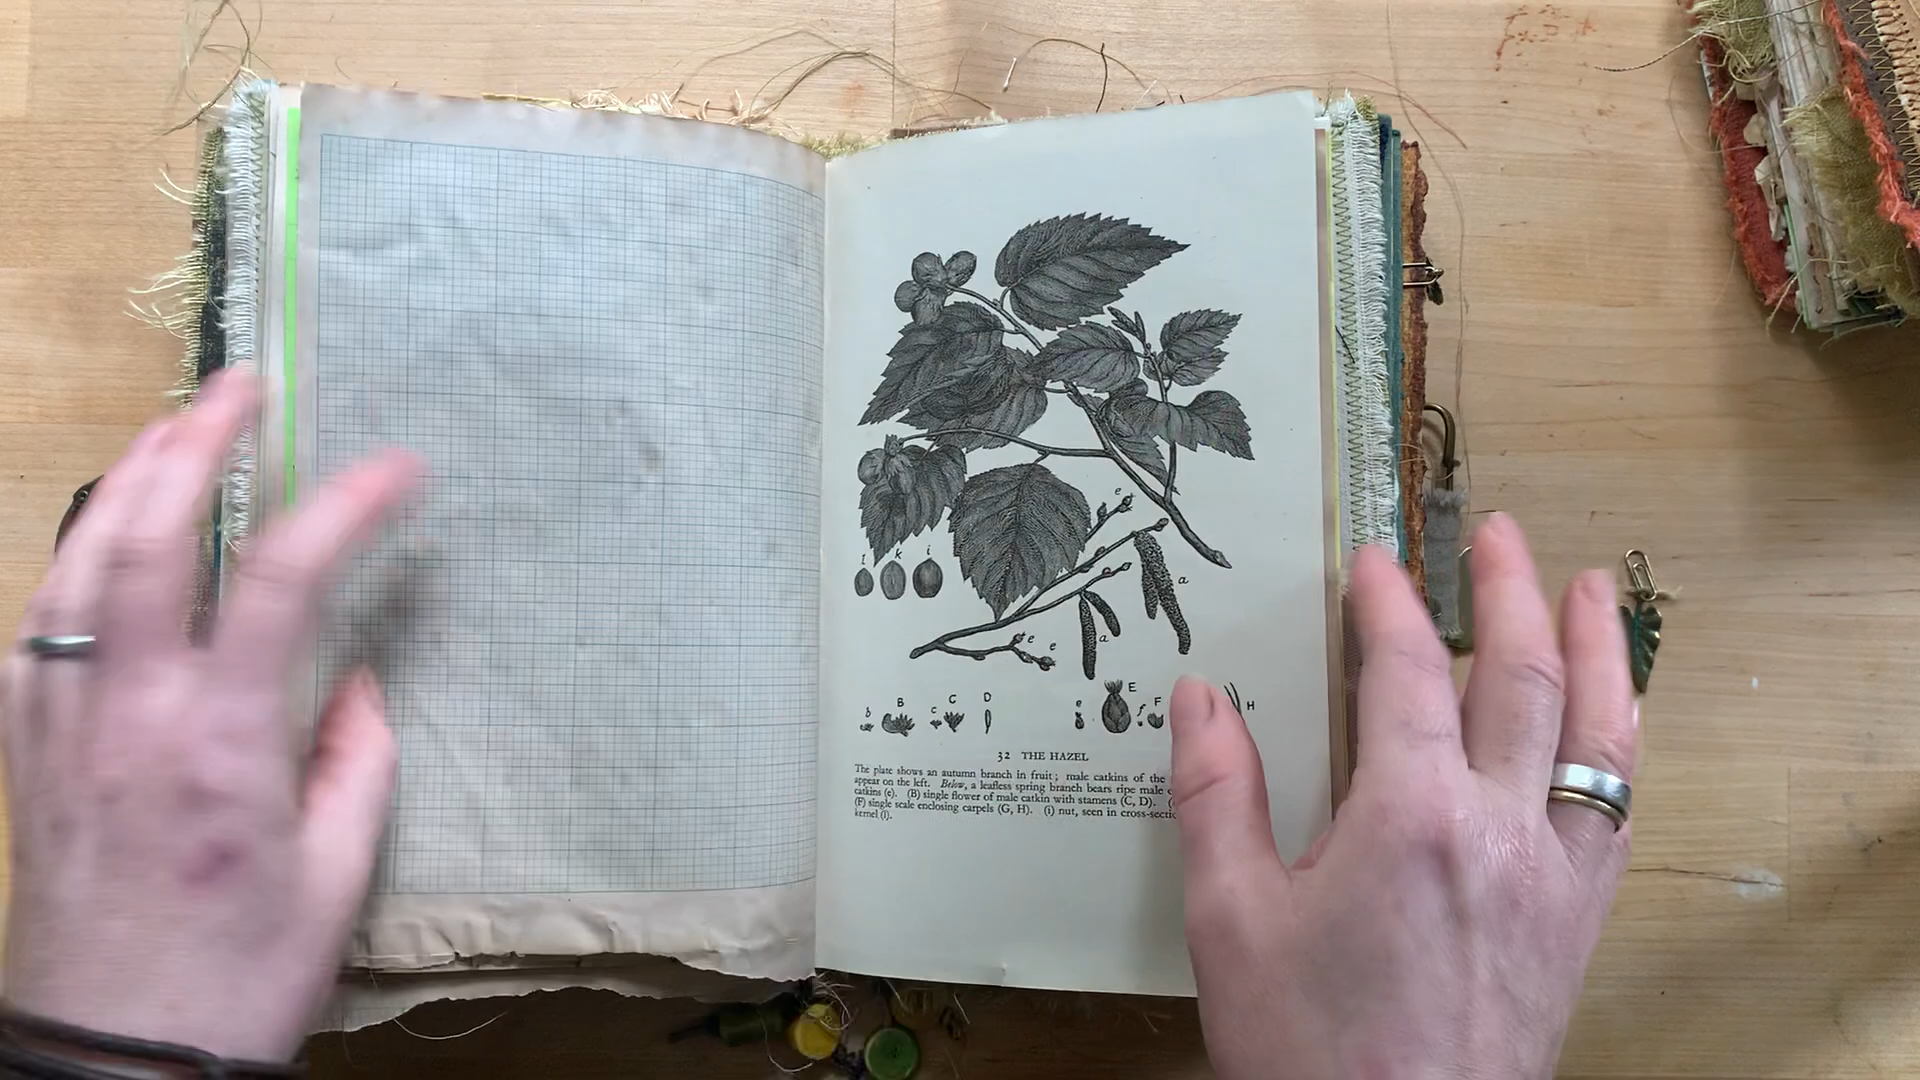 e
l k i
a
a
e
e
b B c C D e E f F H
32 THE HAZEL
The plate shows an autumn branch in fruit; male catkins of the
appear on the left. Below, a leafless spring branch bears ripe male
catkins (e). (B) single flower of male catkin with stamens (C, D).
(F) single scale enclosing carpels (G, H). (i) nut, seen in
kernel (l).